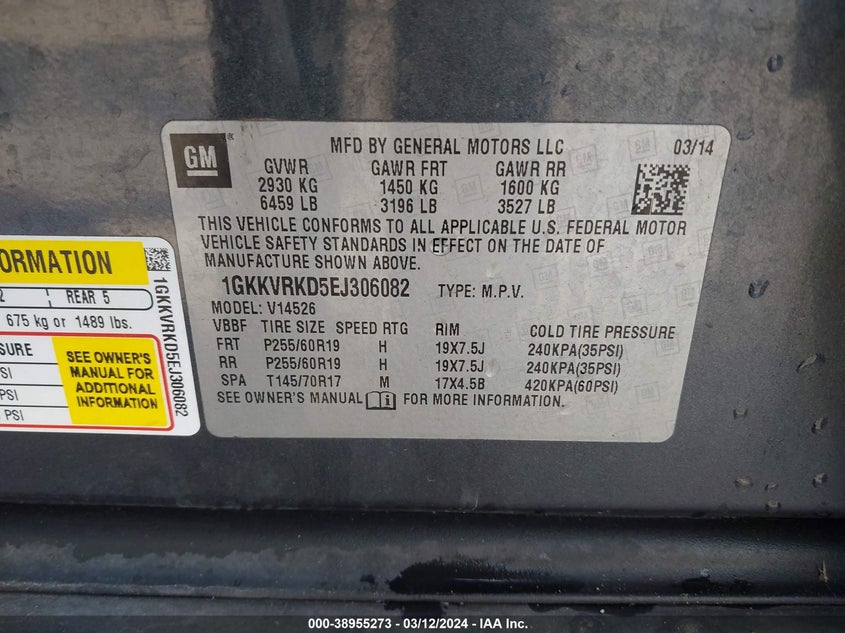 GM
MFD BY GENERAL MOTORS LLC 03/14
GVWR GAWR FRT GAWR RR
2930 KG 1450 KG 1600 KG
6459 LB 3196 LB 3527 LB
THIS VEHICLE CONFORMS TO ALL APPLICABLE U.S. FEDERAL MOTOR
VEHICLE SAFETY STANDARDS IN EFFECT ON THE DATE OF
MANUFACTURE SHOWN ABOVE.
1GKKVRKD5EJ306082 TYPE: M.P.V.
MODEL: V14526
VBBF TIRE SIZE SPEED RTG RIM COLD TIRE PRESSURE
FRT P255/60R19 H 19X7.5J 240KPA(35PSI)
RR P255/60R19 H 19X7.5J 240KPA(35PSI)
SPA T145/70R17 M 17X4.5B 420KPA(60PSI)
SEE OWNER'S MANUAL FOR MORE INFORMATION.
ORMATION
2 REAR 5
675 kg or 1489 lbs.
SURE
SI
PSI
PSI
SEE OWNER'S
MANUAL FOR
ADDITIONAL
INFORMATION
1GKKVRKD5EJ306082
000-38955273 - 03/12/2024 - IAA Inc.